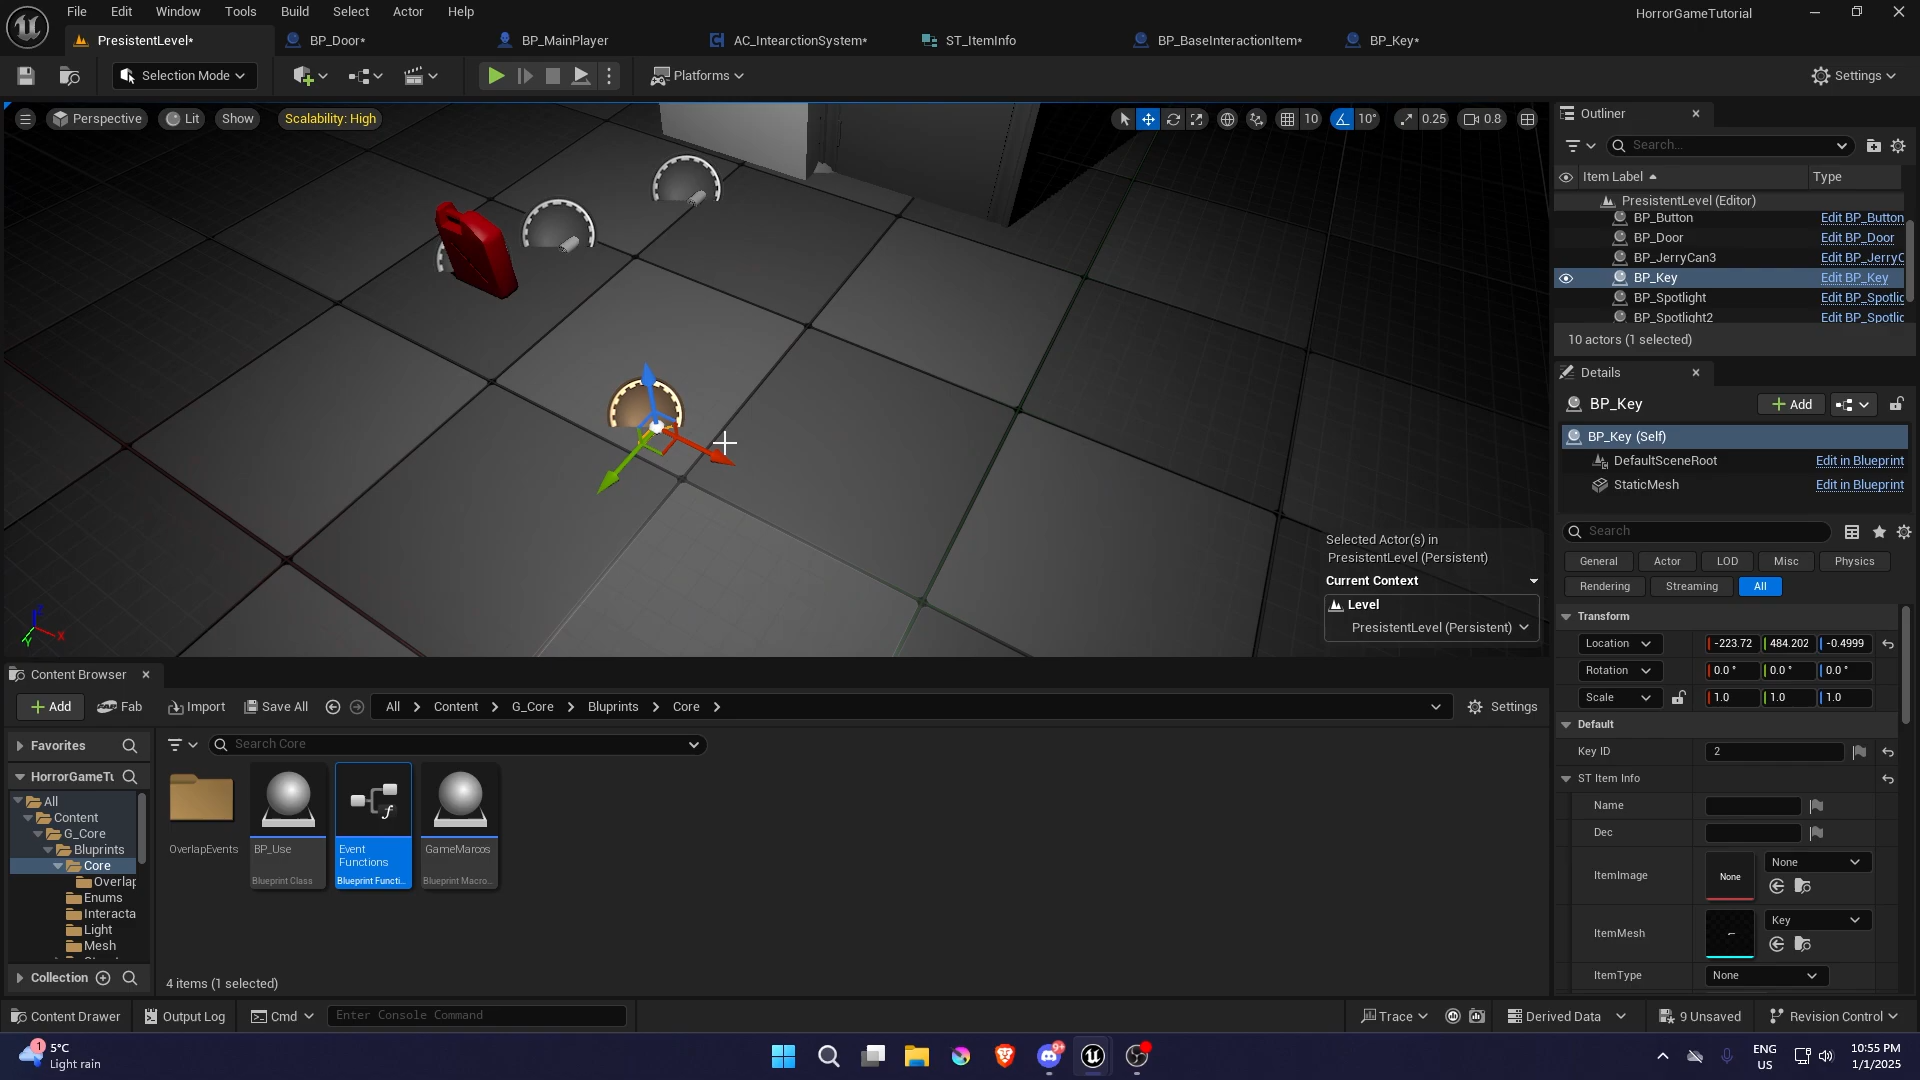 File Edit Window Tools Build Select Actor Help
HorrorGameTutorial
PresistentLevel* BP_Door* BP_MainPlayer AC_IntearctionSystem* ST_ItemInfo BP_BaseInteractionItem* BP_Key*
Selection Mode Platforms Settings
Perspective Lit Show Scalability: High 10 10° 0.25 0.8
Outliner
Search...
Item Label Type
PresistentLevel (Editor)
BP_Button Edit BP_Button
BP_Door Edit BP_Door
BP_JerryCan3 Edit BP_JerryC
BP_Key Edit BP_Key
BP_Spotlight Edit BP_Spotlic
BP_Spotlight2 Edit BP_Spotlic
10 actors (1 selected)
Details
BP_Key Add
BP_Key (Self)
DefaultSceneRoot Edit in Blueprint
StaticMesh Edit in Blueprint
Search
General Actor LOD Misc Physics
Rendering Streaming All
Transform
Location -223.72 484.202 -0.4999
Rotation 0.0 ° 0.0 ° 0.0 °
Scale 1.0 1.0 1.0
Default
Key ID 2
ST Item Info
Name
Dec
ItemImage None None
ItemMesh Key
ItemType None
Selected Actor(s) in
PresistentLevel (Persistent)
Current Context
Level
PresistentLevel (Persistent)
X
Content Browser
Add Fab Import Save All All Content G_Core Bluprints Core Settings
Favorites
Search Core
HorrorGameTu
All
Content
G_Core
Bluprints
Core
Overlap
Enums
Interacta
Light
Mesh
Collection
OverlapEvents
BP_Use
Blueprint Class
Event
Functions
Blueprint Functi...
GameMarcos
Blueprint Macro...
4 items (1 selected)
Content Drawer Output Log Cmd Enter Console Command Trace Derived Data 9 Unsaved Revision Control
1
5°C
Light rain
9+
ENG
US
10:55 PM
1/1/2025